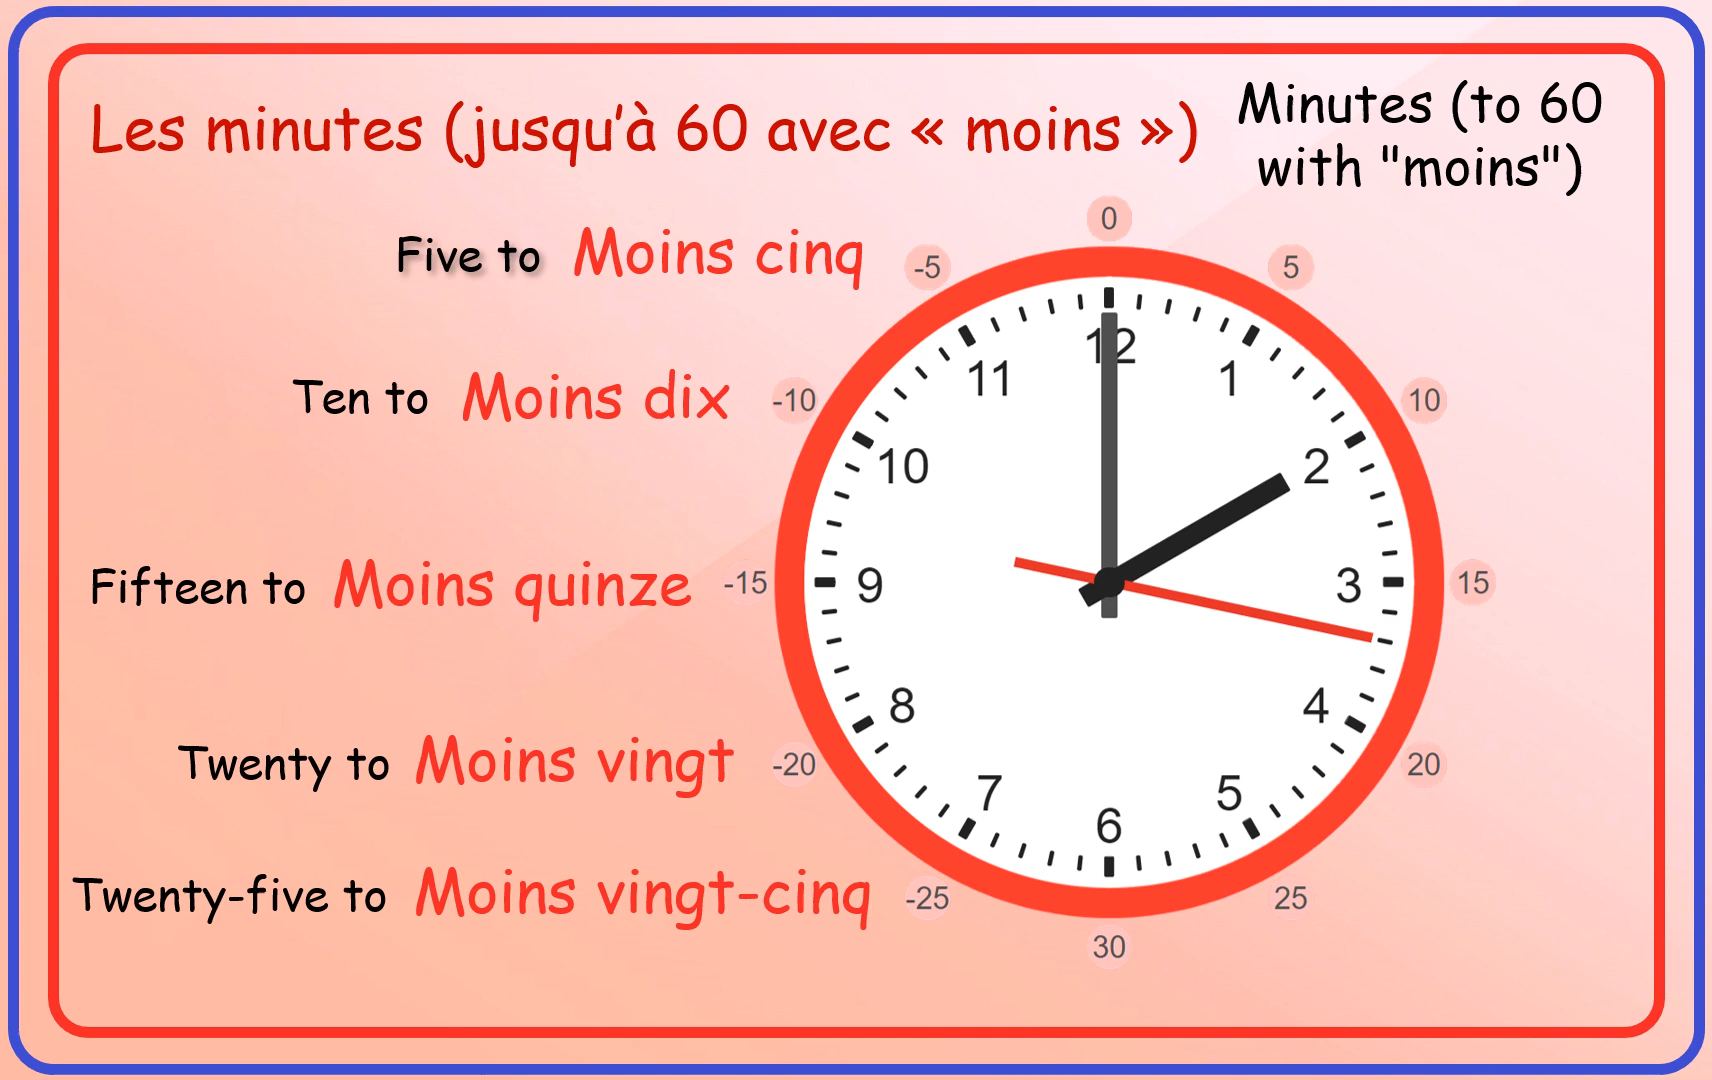 Les minutes (jusqu'à 60 avec « moins »)
Minutes (to 60
with "moins")
0
Five to Moins cinq -5 5
12
11 1
Ten to Moins dix -10 10
10 2
Fifteen to Moins quinze -15 9 3 15
8 4
Twenty to Moins vingt -20 20
7 5
6
Twenty-five to Moins vingt-cinq -25 25
30